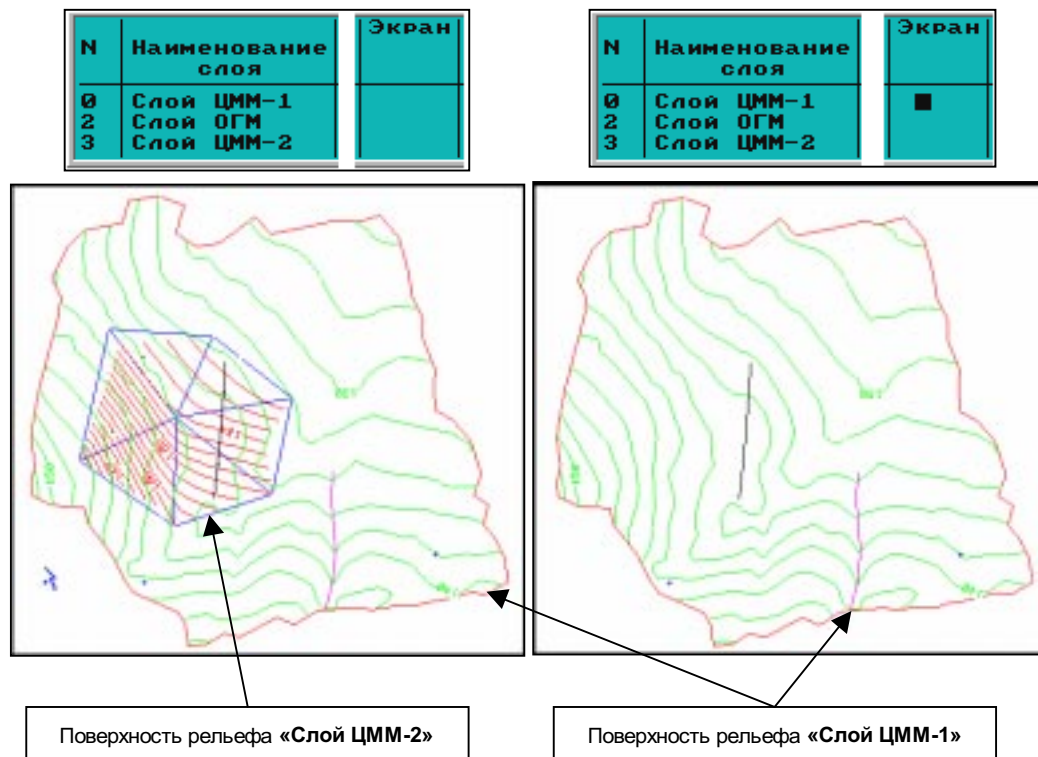 N Наименование слоя Экран
0 Слой ЦММ-1
2 Слой ОГМ
3 Слой ЦММ-2
N Наименование слоя Экран
0 Слой ЦММ-1 ■
2 Слой ОГМ
3 Слой ЦММ-2
Поверхность рельефа «Слой ЦММ-2»
Поверхность рельефа «Слой ЦММ-1»